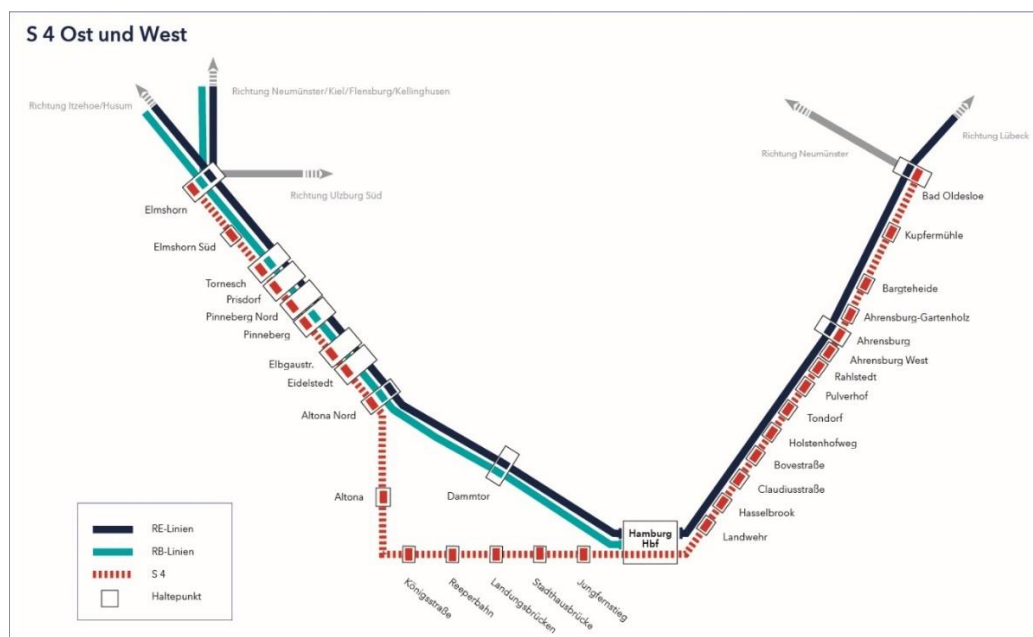 S 4 Ost und West
Richtung Itzehoe/Husum
Richtung Neumünster/Kiel/Flensburg/Kellinghusen
Richtung Ulzburg Süd
Richtung Neumünster
Richtung Lübeck
Elmshorn
Elmshorn Süd
Tornesch
Prisdorf
Pinneberg Nord
Pinneberg
Elbgaustr.
Eidelstedt
Altona Nord
Altona
Dammtor
Königsstraße
Reeperbahn
Landungsbrücken
Stadthausbrücke
Jungfernstieg
Hamburg
Hbf
Bad Oldesloe
Kupfermühle
Bargteheide
Ahrensburg-Gartenholz
Ahrensburg
Ahrensburg West
Rahlstedt
Pulverhof
Tondorf
Holstenhofweg
Bovestraße
Claudiusstraße
Hasselbrook
Landwehr
RE-Linien
RB-Linien
S 4
Haltepunkt